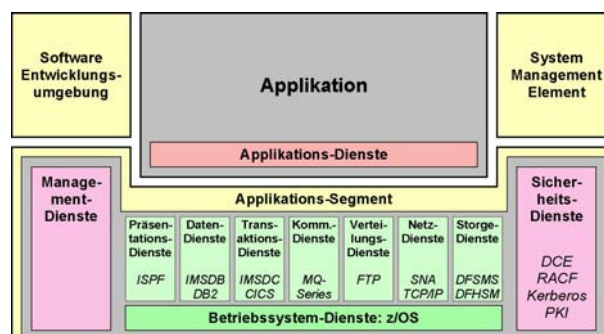 Software
Entwicklungs-
umgebung
Applikation
System
Management
Element
Applikations-Dienste
Manage-
ment-
Dienste
Applikations-Segment
Sicher-
heits-
Dienste
DCE
RACF
Kerberos
PKI
Präsen-
tations-
Dienste
ISPF
Daten-
Dienste
IMSDB
DB2
Trans-
aktions-
Dienste
IMSDC
CICS
Komm.-
Dienste
MQ-
Series
Vertei-
lungs-
Dienste
FTP
Netz-
Dienste
SNA
TCP/IP
Storge-
Dienste
DFSMS
DFHSM
Betriebssystem-Dienste: z/OS